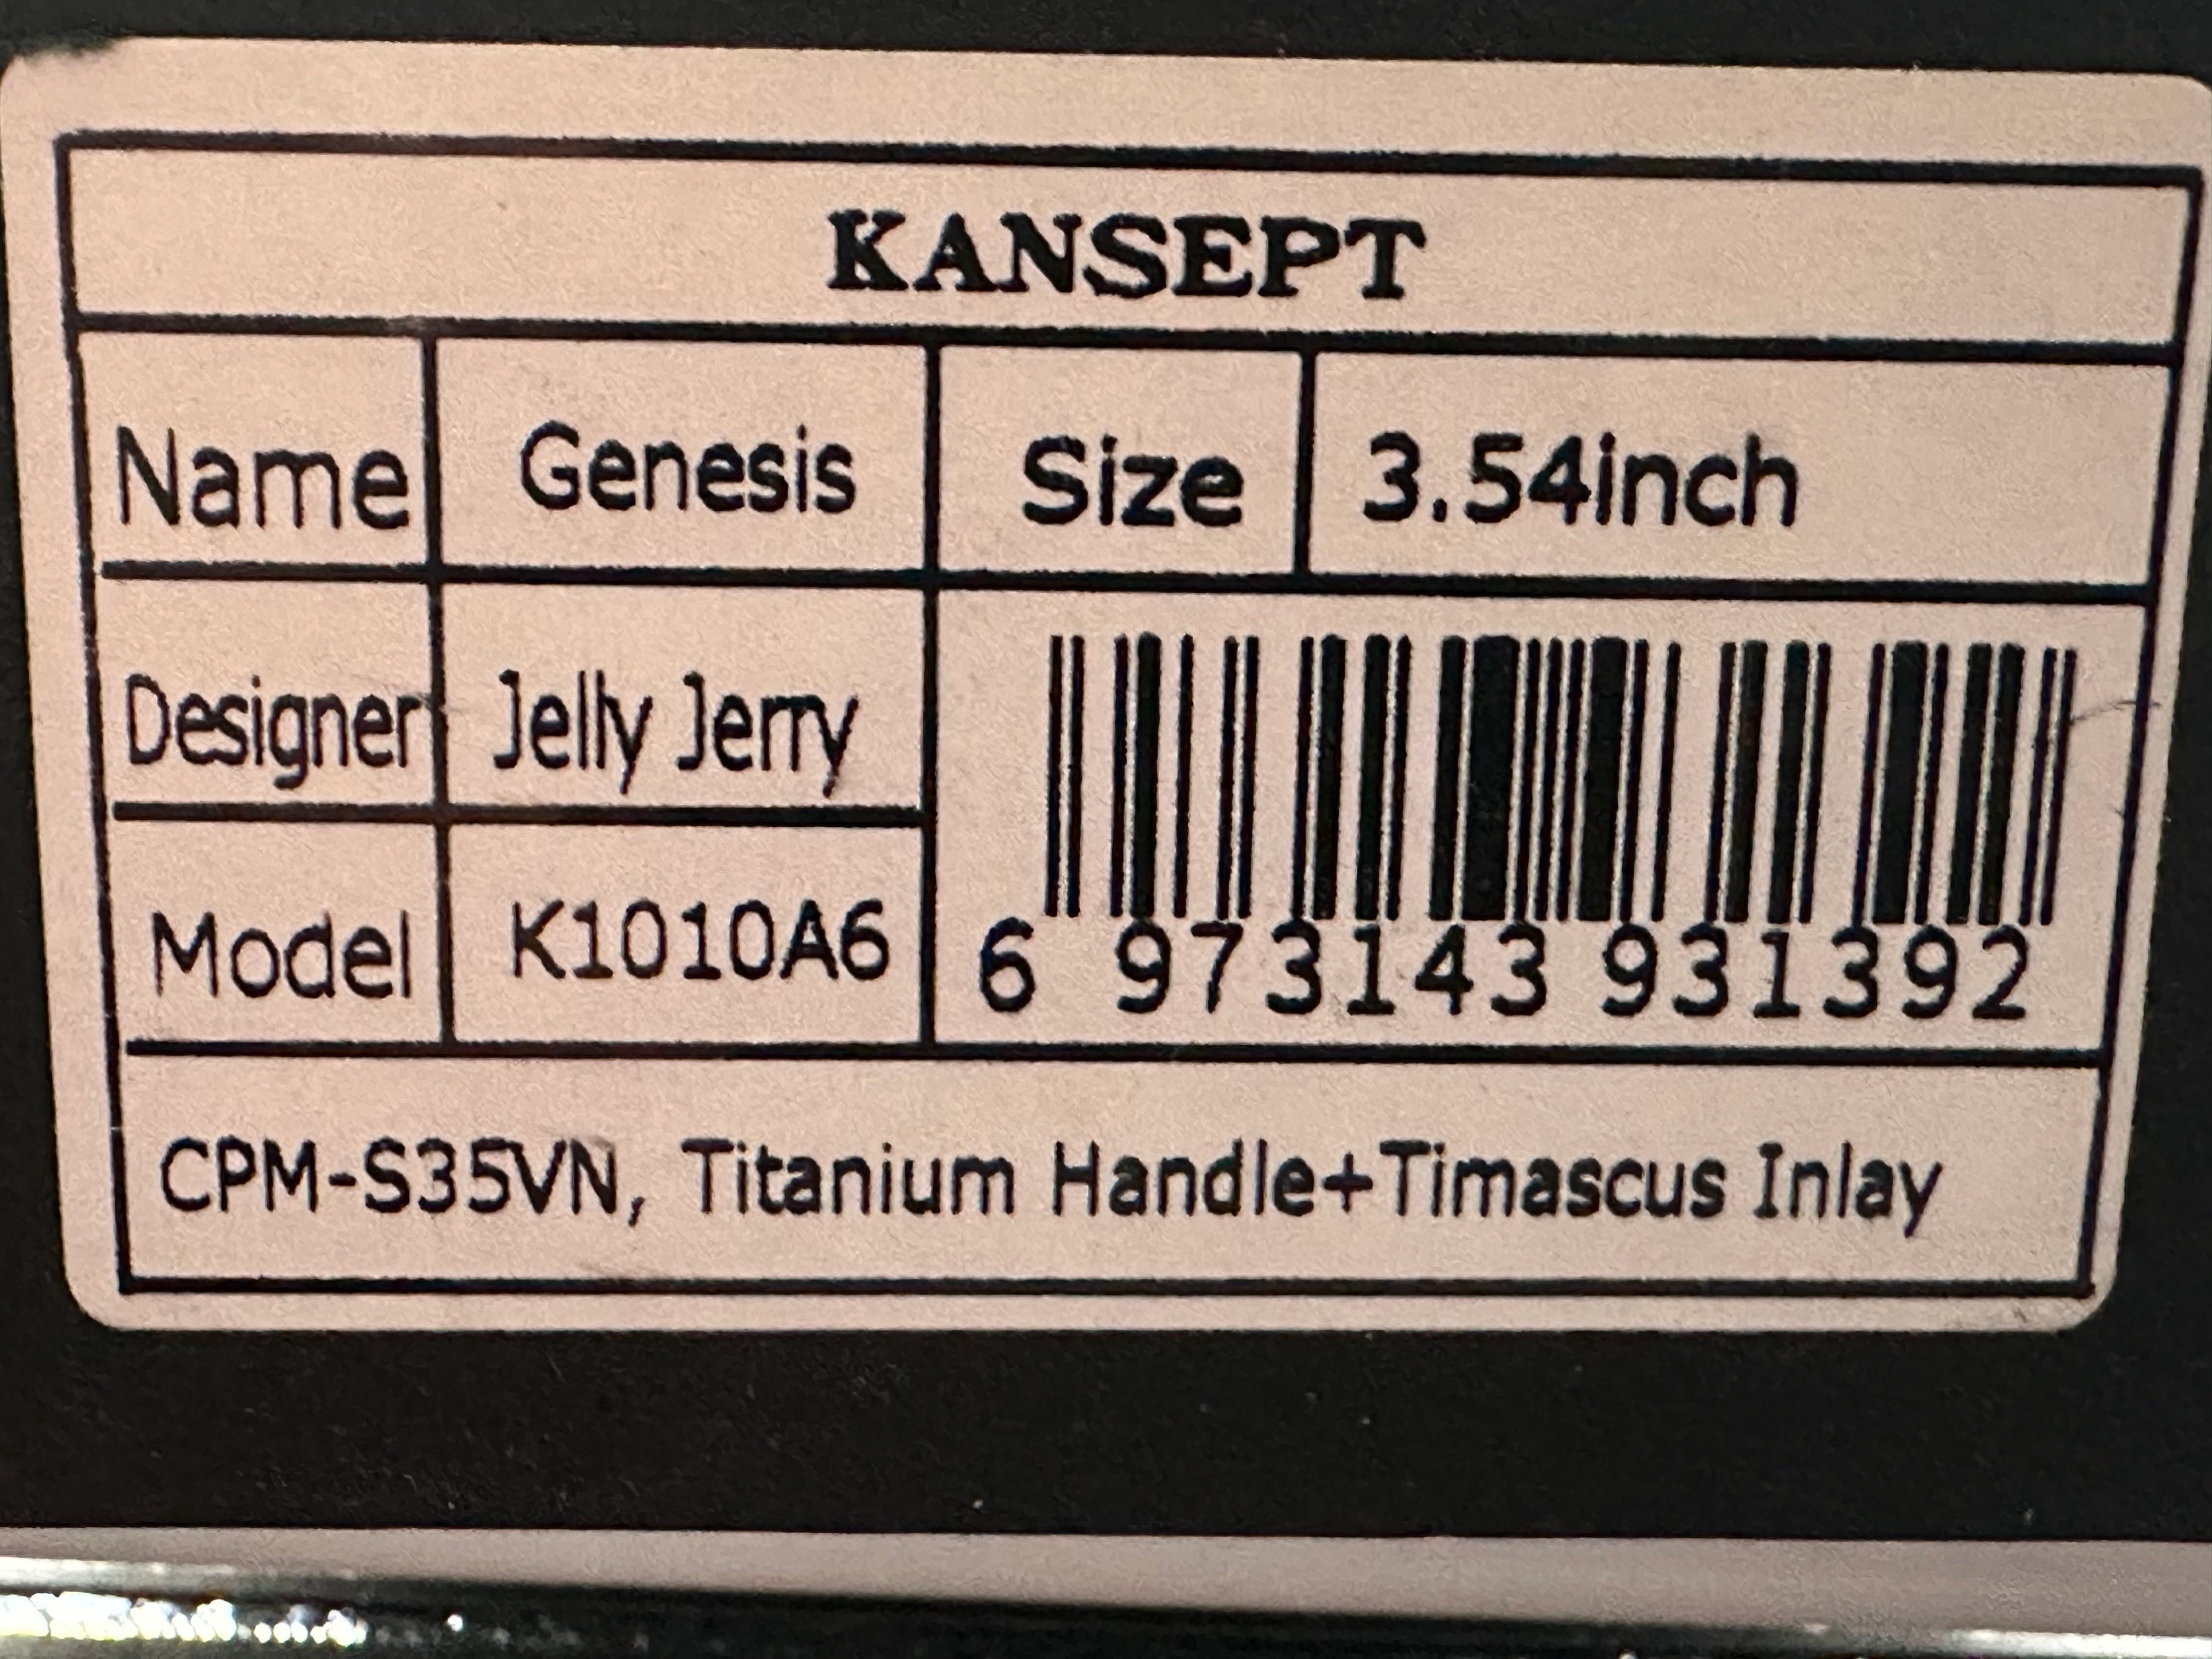 KANSEPT
Name Genesis Size 3.54inch
Designer Jelly Jerry
Model K1010A6
6 973143 931392
CPM-S35VN, Titanium Handle+Timascus Inlay